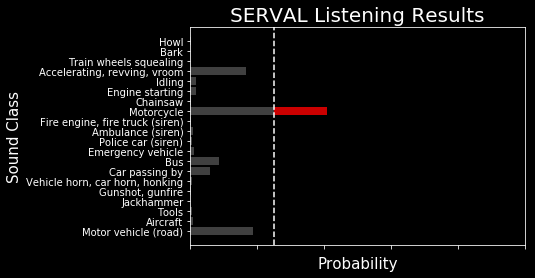 SERVAL Listening Results
Sound Class
Howl
Bark
Train wheels squealing
Accelerating, revving, vroom
Idling
Engine starting
Chainsaw
Motorcycle
Fire engine, fire truck (siren)
Ambulance (siren)
Police car (siren)
Emergency vehicle
Bus
Car passing by
Vehicle horn, car horn, honking
Gunshot, gunfire
Jackhammer
Tools
Aircraft
Motor vehicle (road)
Probability